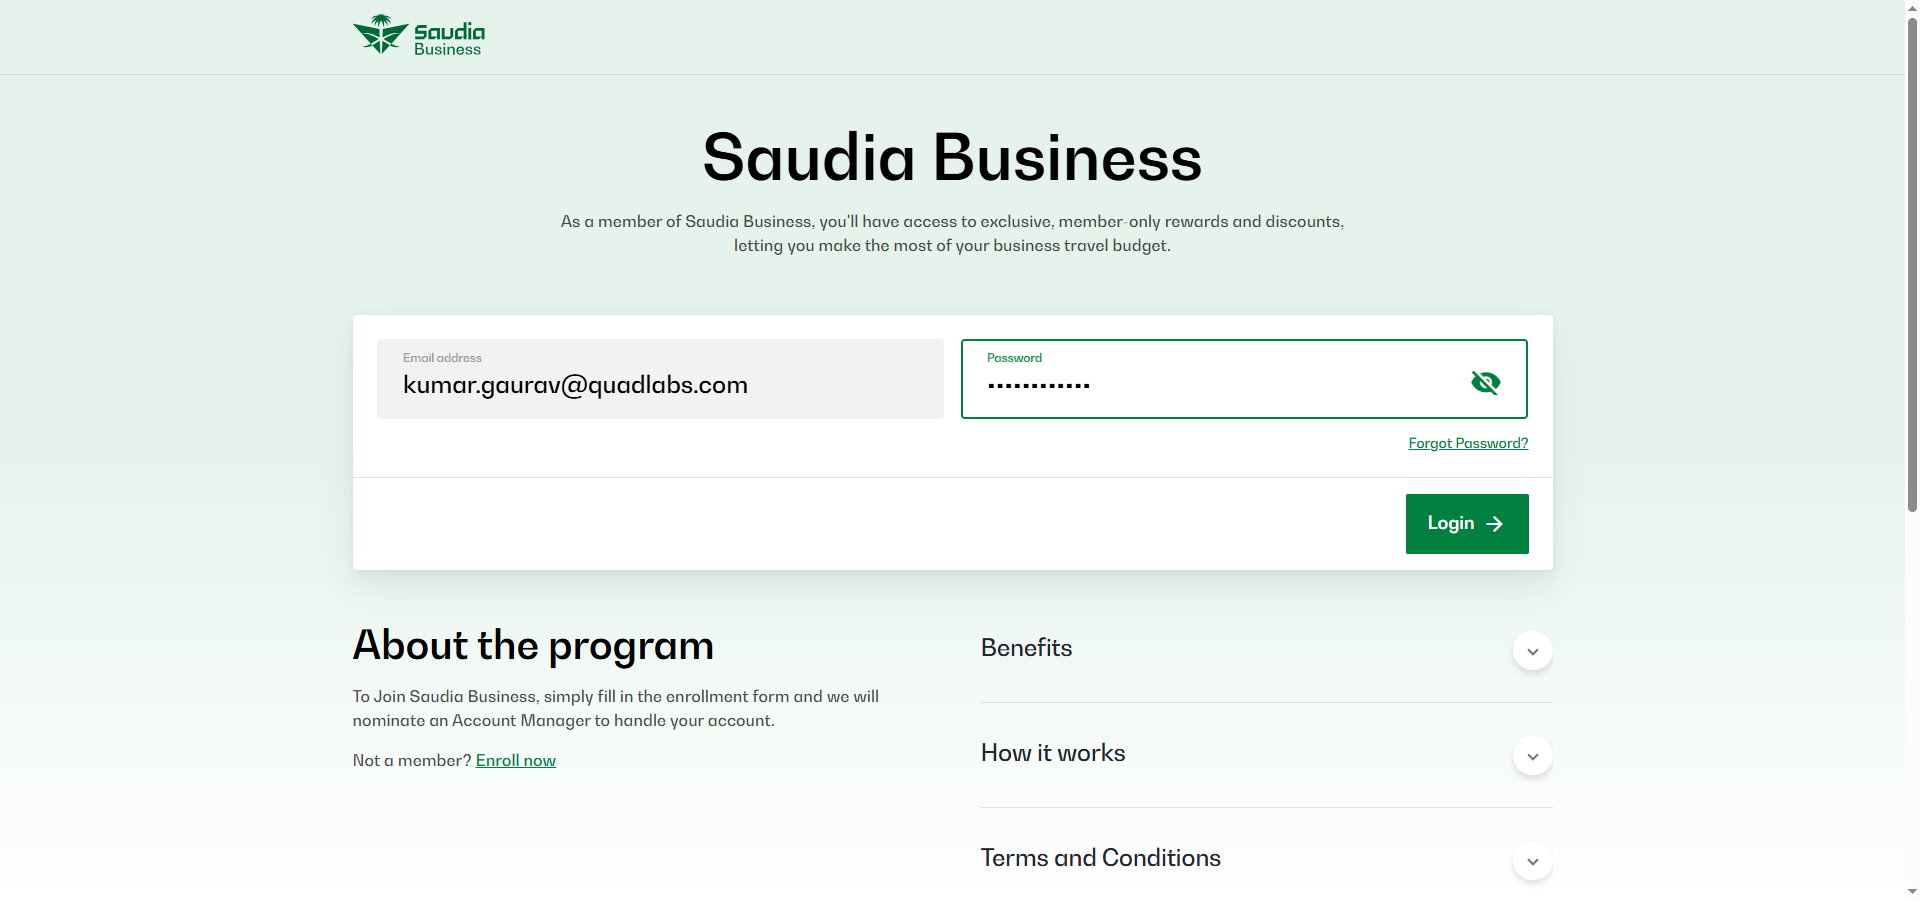 Saudia
Business
Saudia Business
As a member of Saudia Business, you'll have access to exclusive, member-only rewards and discounts,
letting you make the most of your business travel budget.
Email address
kumar.gaurav@quadlabs.com
Password
••••••••••••
Forgot Password?
Login
About the program
To Join Saudia Business, simply fill in the enrollment form and we will
nominate an Account Manager to handle your account.
Not a member? Enroll now
Benefits
How it works
Terms and Conditions